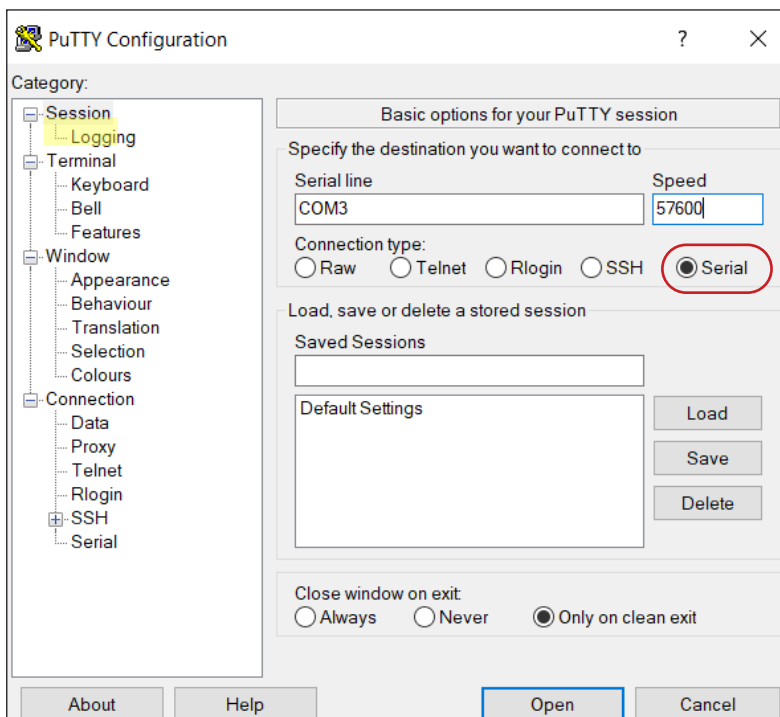 PuTTY Configuration ?
Category:
Session
Logging
Terminal
Keyboard
Bell
Features
Window
Appearance
Behaviour
Translation
Selection
Colours
Connection
Data
Proxy
Telnet
Rlogin
SSH
Serial
Basic options for your PuTTY session
Specify the destination you want to connect to
Serial line Speed
COM3 57600
Connection type:
Raw Telnet Rlogin SSH Serial
Load, save or delete a stored session
Saved Sessions
Default Settings
Load
Save
Delete
Close window on exit:
Always Never Only on clean exit
About Help Open Cancel